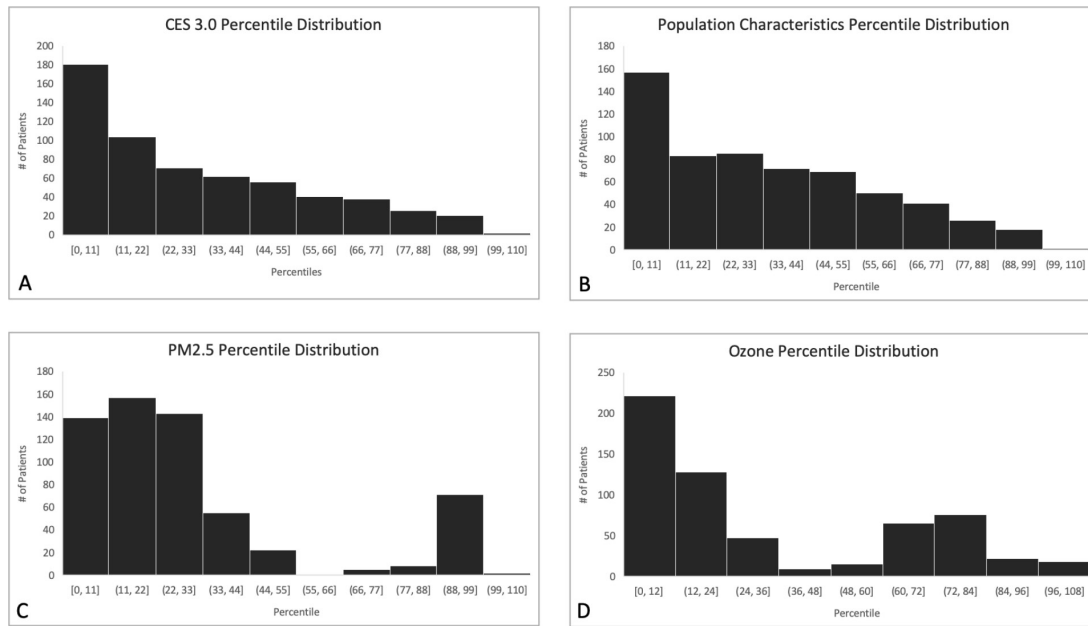 CES 3.0 Percentile Distribution
200
180
160
140
120
100
80
60
40
20
0
# of Patients
[0, 11] (11, 22] (22, 33] (33, 44] (44, 55] (55, 66] (66, 77] (77, 88] (88, 99] (99, 110]
Percentiles
A
Population Characteristics Percentile Distribution
180
160
140
120
100
80
60
40
20
0
# of PAtients
[0, 11] (11, 22] (22, 33] (33, 44] (44, 55] (55, 66] (66, 77] (77, 88] (88, 99] (99, 110]
Percentile
B
PM2.5 Percentile Distribution
180
160
140
120
100
80
60
40
20
0
# of Patients
[0, 11] (11, 22] (22, 33] (33, 44] (44, 55] (55, 66] (66, 77] (77, 88] (88, 99] (99, 110]
Percentile
C
Ozone Percentile Distribution
250
200
150
100
50
0
# of Patients
[0, 12] (12, 24] (24, 36] (36, 48] (48, 60] (60, 72] (72, 84] (84, 96] (96, 108]
Percentile
D